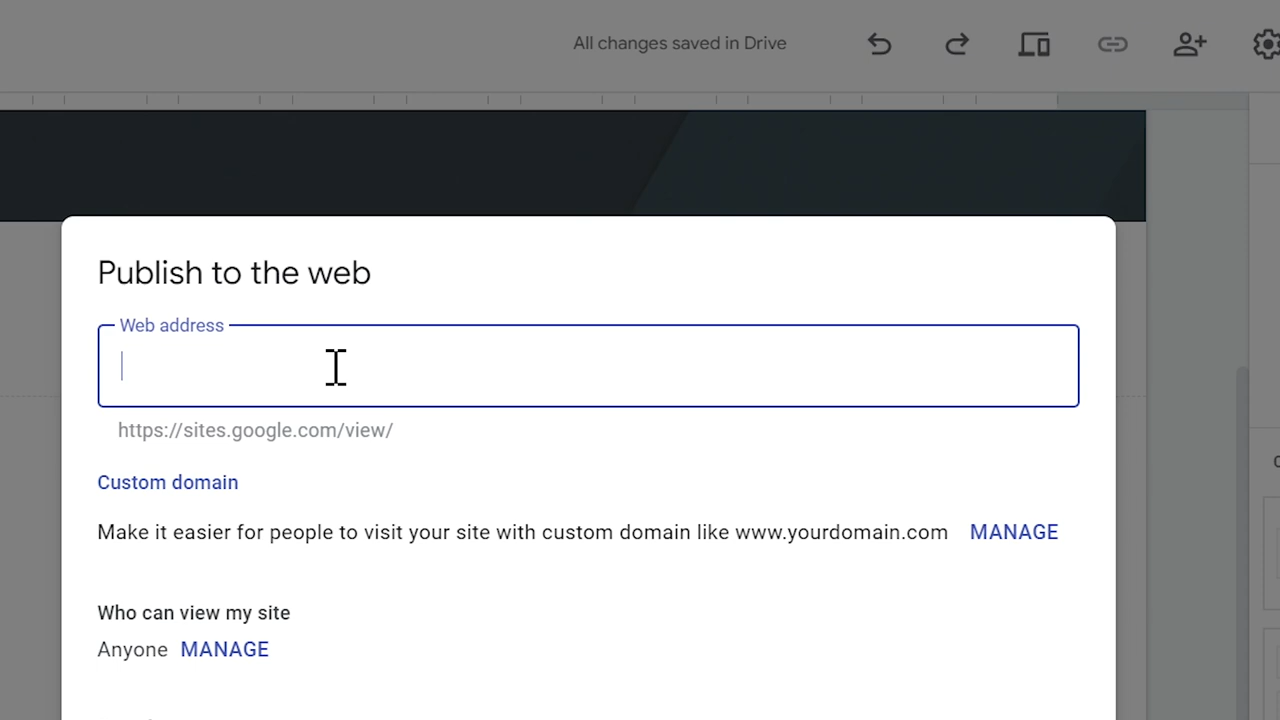 All changes saved in Drive
Publish to the web
Web address
https://sites.google.com/view/
Custom domain
Make it easier for people to visit your site with custom domain like www.yourdomain.com MANAGE
Who can view my site
Anyone MANAGE